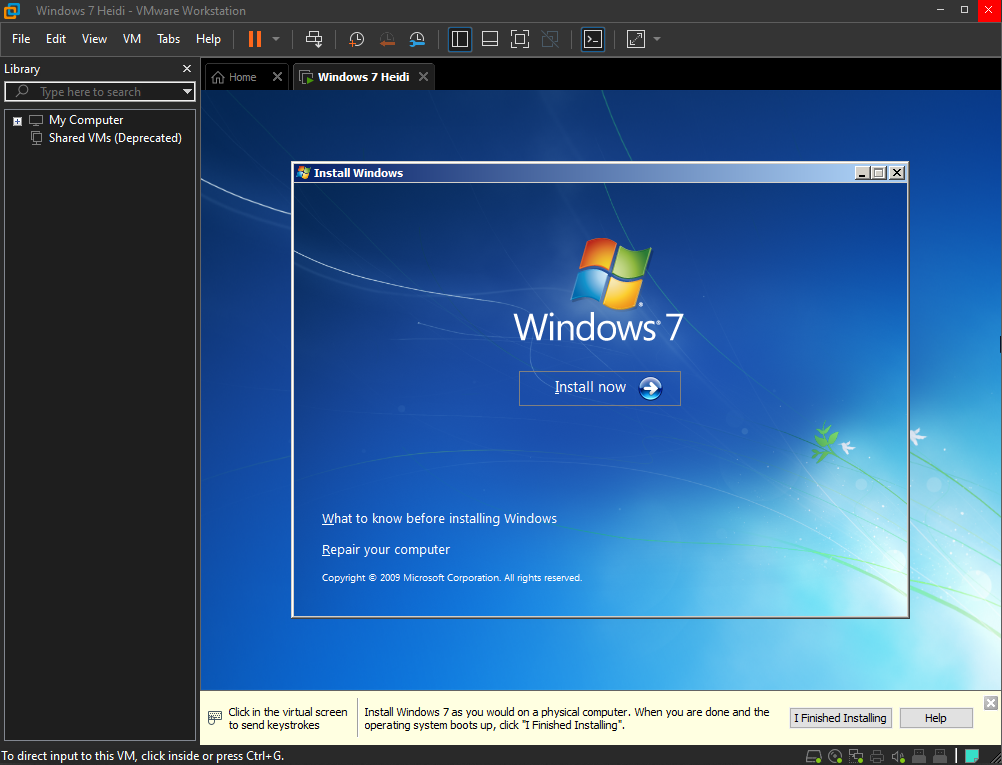 Windows 7 Heidi - VMware Workstation
File Edit View VM Tabs Help
Library
Type here to search
My Computer
Shared VMs (Deprecated)
Home
Windows 7 Heidi
Install Windows
Windows® 7
Install now
What to know before installing Windows
Repair your computer
Copyright © 2009 Microsoft Corporation. All rights reserved.
Click in the virtual screen
to send keystrokes
Install Windows 7 as you would on a physical computer. When you are done and the
operating system boots up, click "I Finished Installing".
I Finished Installing
Help
To direct input to this VM, click inside or press Ctrl+G.